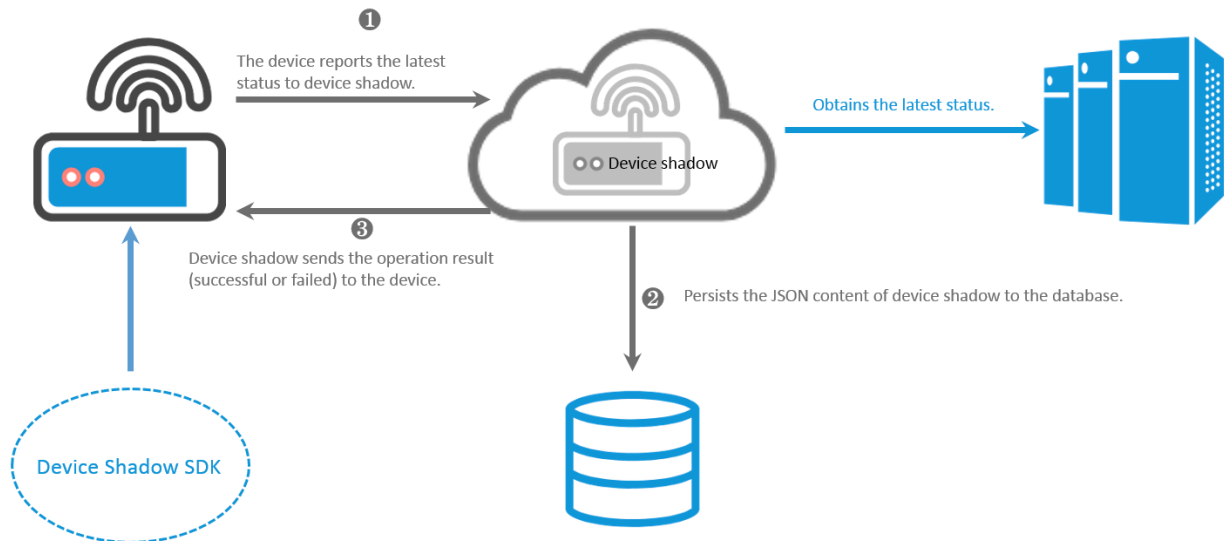 ❶
The device reports the latest
status to device shadow.
Obtains the latest status.
Device shadow
❸
Device shadow sends the operation result
(successful or failed) to the device.
❷ Persists the JSON content of device shadow to the database.
Device Shadow SDK